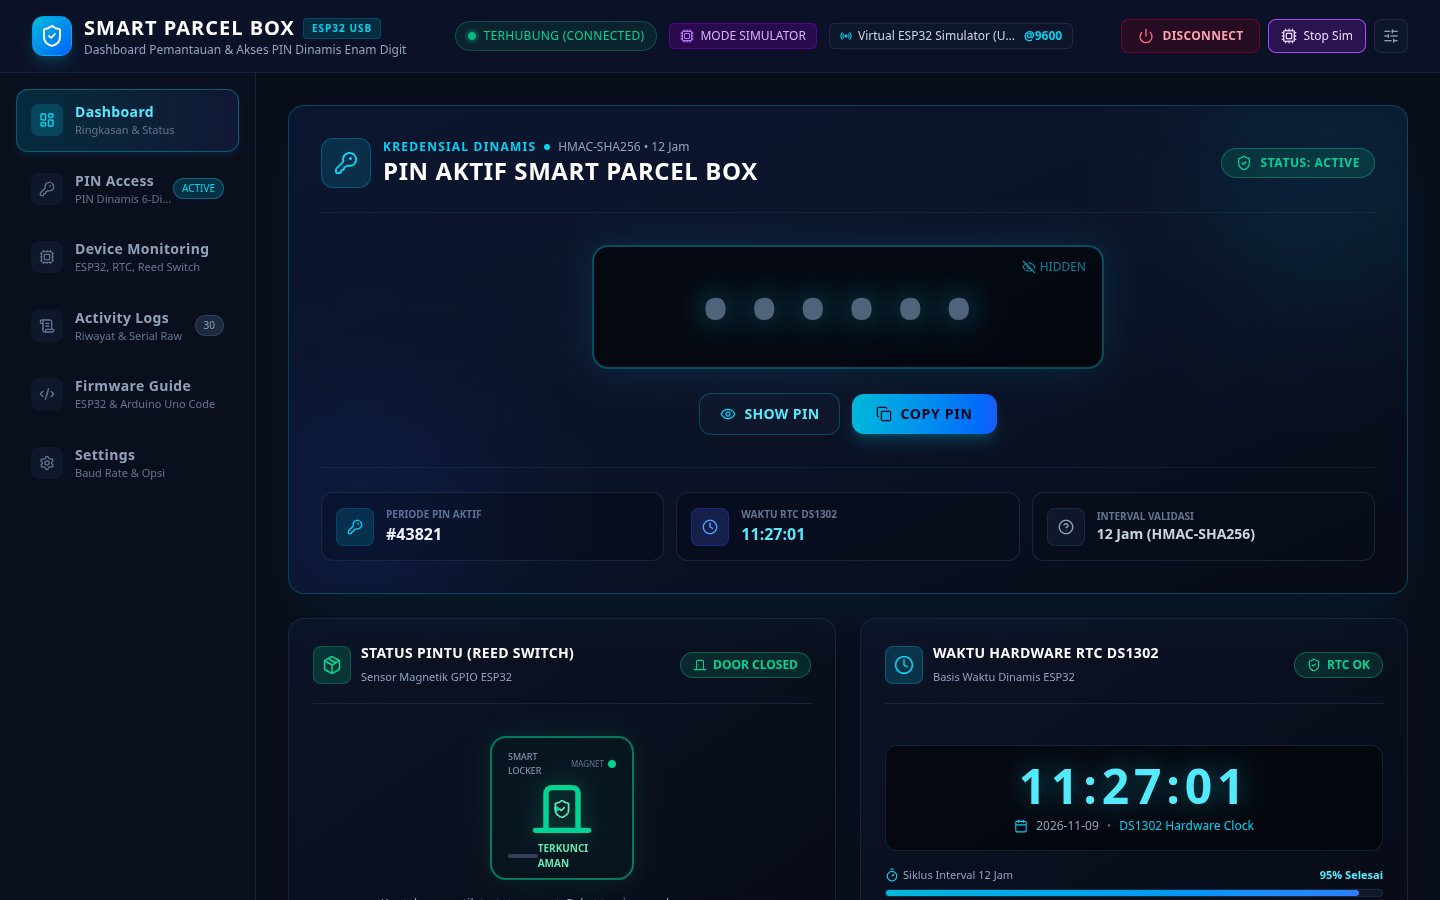 SMART PARCEL BOX
ESP32 USB
Dashboard Pemantauan & Akses PIN Dinamis Enam Digit
TERHUBUNG (CONNECTED)
MODE SIMULATOR
Virtual ESP32 Simulator (U... @9600
DISCONNECT
Stop Sim
Dashboard
Ringkasan & Status
PIN Access
PIN Dinamis 6-Di...
ACTIVE
Device Monitoring
ESP32, RTC, Reed Switch
Activity Logs
Riwayat & Serial Raw
30
Firmware Guide
ESP32 & Arduino Uno Code
Settings
Baud Rate & Opsi
KREDENSIAL DINAMIS • HMAC-SHA256 • 12 Jam
PIN AKTIF SMART PARCEL BOX
STATUS: ACTIVE
HIDDEN
SHOW PIN
COPY PIN
PERIODE PIN AKTIF
#43821
WAKTU RTC DS1302
11:27:01
INTERVAL VALIDASI
12 Jam (HMAC-SHA256)
STATUS PINTU (REED SWITCH)
Sensor Magnetik GPIO ESP32
DOOR CLOSED
SMART
LOCKER
MAGNET
TERKUNCI
AMAN
WAKTU HARDWARE RTC DS1302
Basis Waktu Dinamis ESP32
RTC OK
11:27:01
2026-11-09 • DS1302 Hardware Clock
Siklus Interval 12 Jam
95% Selesai